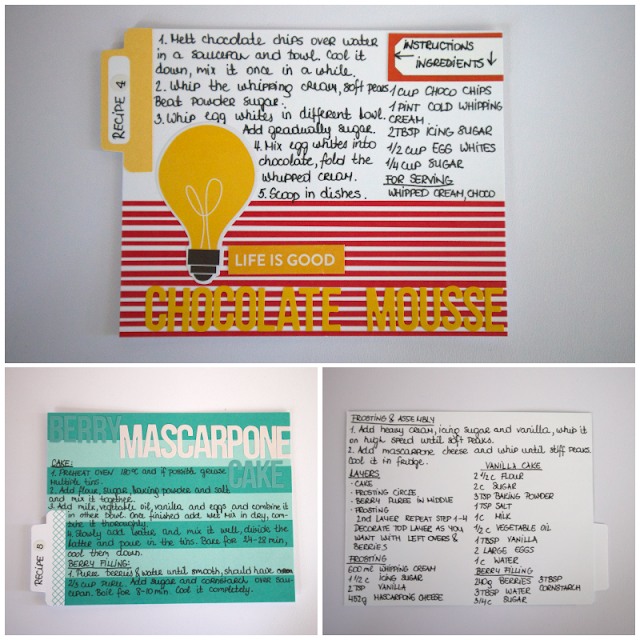 RECIPE 4
1. Melt chocolate chips over water
in a saucepan and bowl. Cool it
down, mix it once in a while.
2. Whip the whipping cream, soft peaks.
Beat powder sugar.
3. Whip egg whites in different bowl.
Add gradually sugar.
4. Mix egg whites into
chocolate, fold the
whipped cream.
5. Scoop in dishes.
INSTRUCTIONS
INGREDIENTS
1 CUP CHOCO CHIPS
1 PINT COLD WHIPPING
CREAM
2TBSP ICING SUGAR
1/2 CUP EGG WHITES
1/4 CUP SUGAR
FOR SERVING
WHIPPED CREAM, CHOCO
LIFE IS GOOD
CHOCOLATE MOUSSE
BERRY
MASCARPONE
CAKE
CAKE:
1. PREHEAT OVEN 180°C and if possible grease
multiple tins.
2. Add flour, sugar, baking powder and salt
and mix it together.
3. Add milk, vegetable oil, vanilla and eggs and combine it
in other bowl. Once finished add wet mix in dry, com-
bine it thoroughly.
4. Slowly add water, and mix it well, divide the
batter and pour in the tins. Bake for 24-28 min,
cool them down.
BERRY FILLING:
1. Puree berries & water until smooth, should have
2/3 cup puree. Add sugar and cornstarch over sau-
cepan. Boil for 8-10 min. Cool it completely.
RECIPE 5
FROSTING & ASSEMBLY
1. Add heavy cream, icing sugar and vanilla, whip it
on high speed until soft peaks.
2. Add mascarpone cheese and whip until stiff peaks.
Cool it in fridge.
LAYERS
· CAKE
· FROSTING CIRCLE
· BERRY PUREE IN MIDDLE
· FROSTING
2ND LAYER REPEAT STEP 1-4
DECORATE TOP LAYER AS YOU
WANT WITH LEFT OVERS &
BERRIES
FROSTING
600 ml WHIPPING CREAM
1 1/2 c ICING SUGAR
2 TSP VANILLA
452g MASCARPONE CHEESE
VANILLA CAKE
2 1/2 c FLOUR
2 c SUGAR
3 TSP BAKING POWDER
1 TSP SALT
1 c MILK
1/2 c VEGETABLE OIL
1 TBSP VANILLA
2 LARGE EGGS
1 c WATER
BERRY FILLING
240g BERRIES 3TBSP
3TBSP WATER CORNSTARCH
3/4c SUGAR